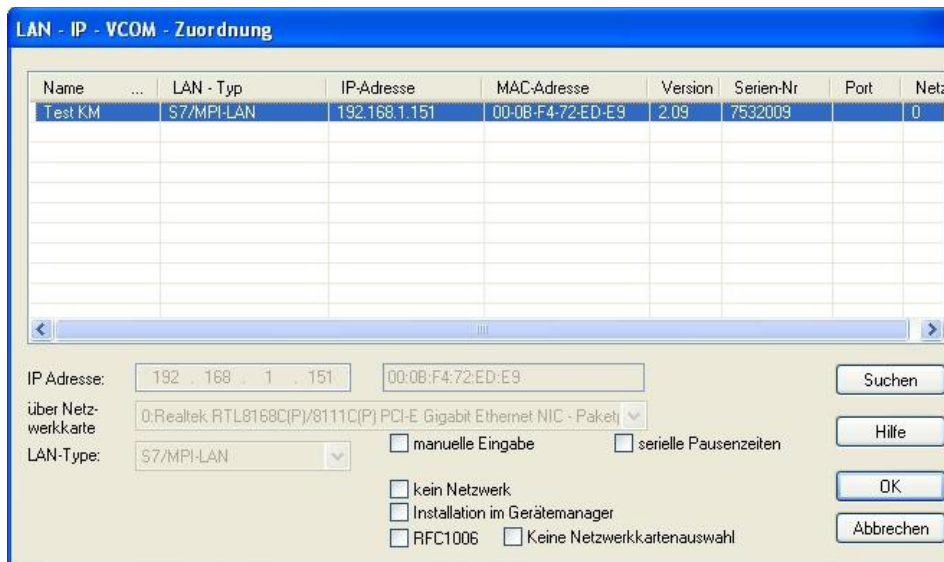 LAN - IP - VCOM - Zuordnung
Name ... LAN - Typ IP-Adresse MAC-Adresse Version Serien-Nr Port Netz
Test KM S7/MPI-LAN 192.168.1.151 00-0B-F4-72-ED-E9 2.09 7532009 0
IP Adresse: 192 . 168 . 1 . 151 00:0B:F4:72:ED:E9 Suchen
über Netz-
werkkarte 0:Realtek RTL8168C(P)/8111C(P) PCI-E Gigabit Ethernet NIC -
manuelle Eingabe serielle Pausenzeiten Hilfe
LAN-Type: S7/MPI-LAN
kein Netzwerk OK
Installation im Gerätemanager
RFC1006 Keine Netzwerkkartenauswahl Abbrechen